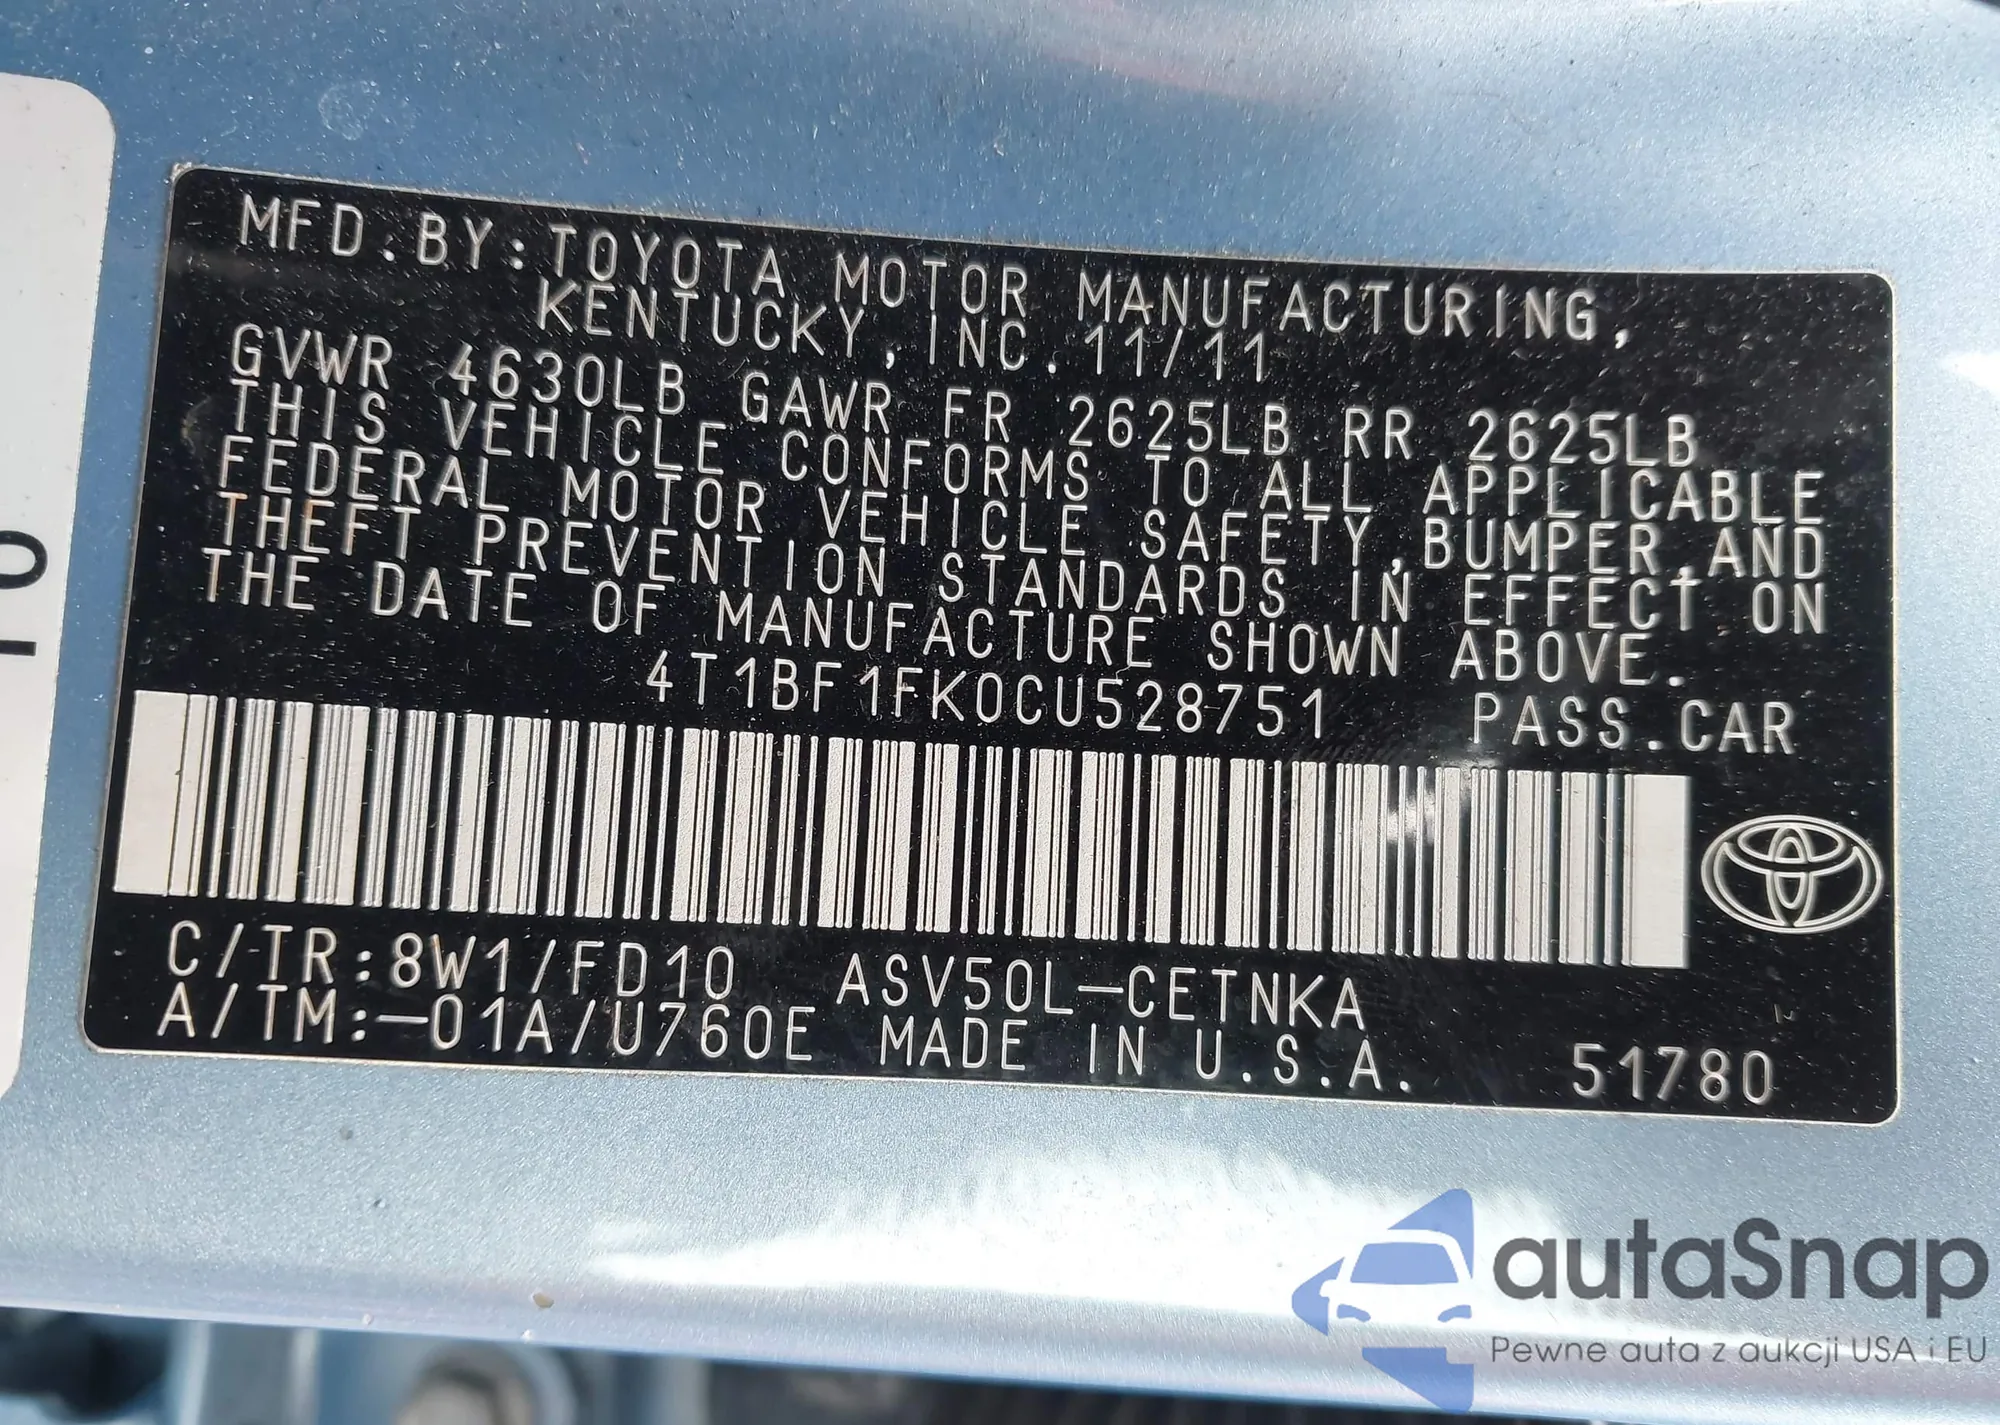 MFD.BY:TOYOTA MOTOR MANUFACTURING,
KENTUCKY, INC. 11/11
GVWR 4630LB GAWR FR 2625LB RR 2625LB
THIS VEHICLE CONFORMS TO ALL APPLICABLE
FEDERAL MOTOR VEHICLE SAFETY,BUMPER,AND
THEFT PREVENTION STANDARDS IN EFFECT ON
THE DATE OF MANUFACTURE SHOWN ABOVE.
4T1BF1FK0CU528751 PASS.CAR
C/TR:8W1/FD10 ASV50L-CETNKA
A/TM:-01A/U760E MADE IN U.S.A. 51780
autaSnap
Pewne auta z aukcji USA i EU